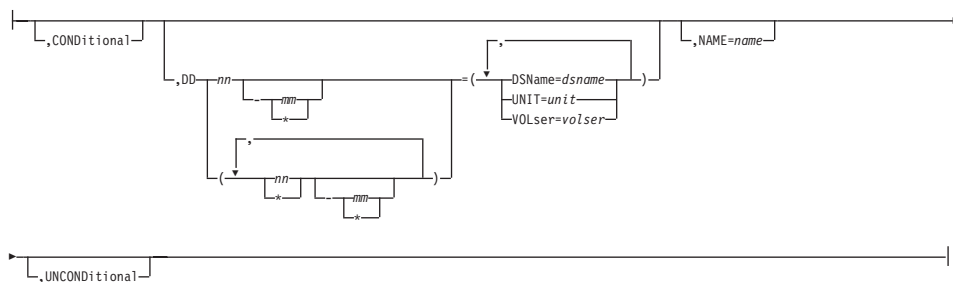 ,CONDitional
,DD nn - mm * =( , DSName=dsname ) ,NAME=name
UNIT=unit
VOLser=volser
( , nn * - mm * )
,UNCONDitional